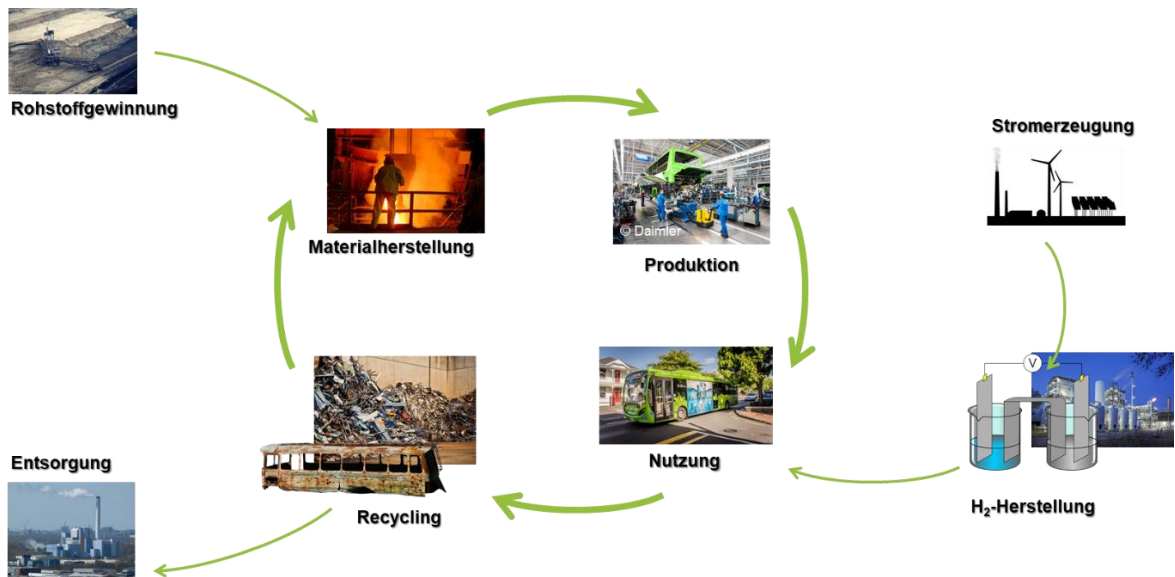 Rohstoffgewinnung
Stromerzeugung
Materialherstellung
© Daimler
Produktion
V
Entsorgung
Nutzung
Recycling
H₂-Herstellung